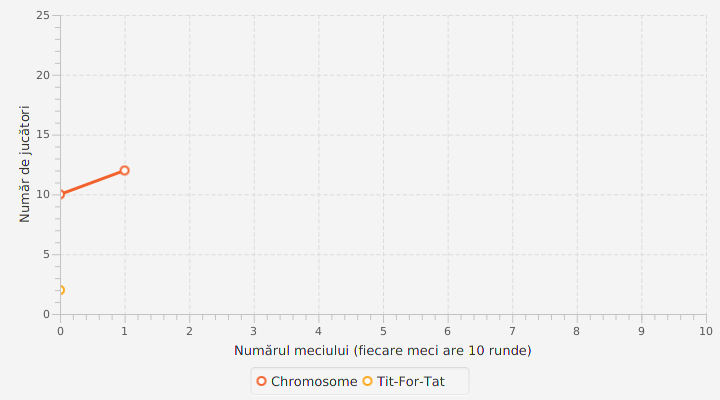 25
20
15
10
5
0
Număr de jucători
0 1 2 3 4 5 6 7 8 9 10
Numărul meciului (fiecare meci are 10 runde)
Chromosome Tit-For-Tat